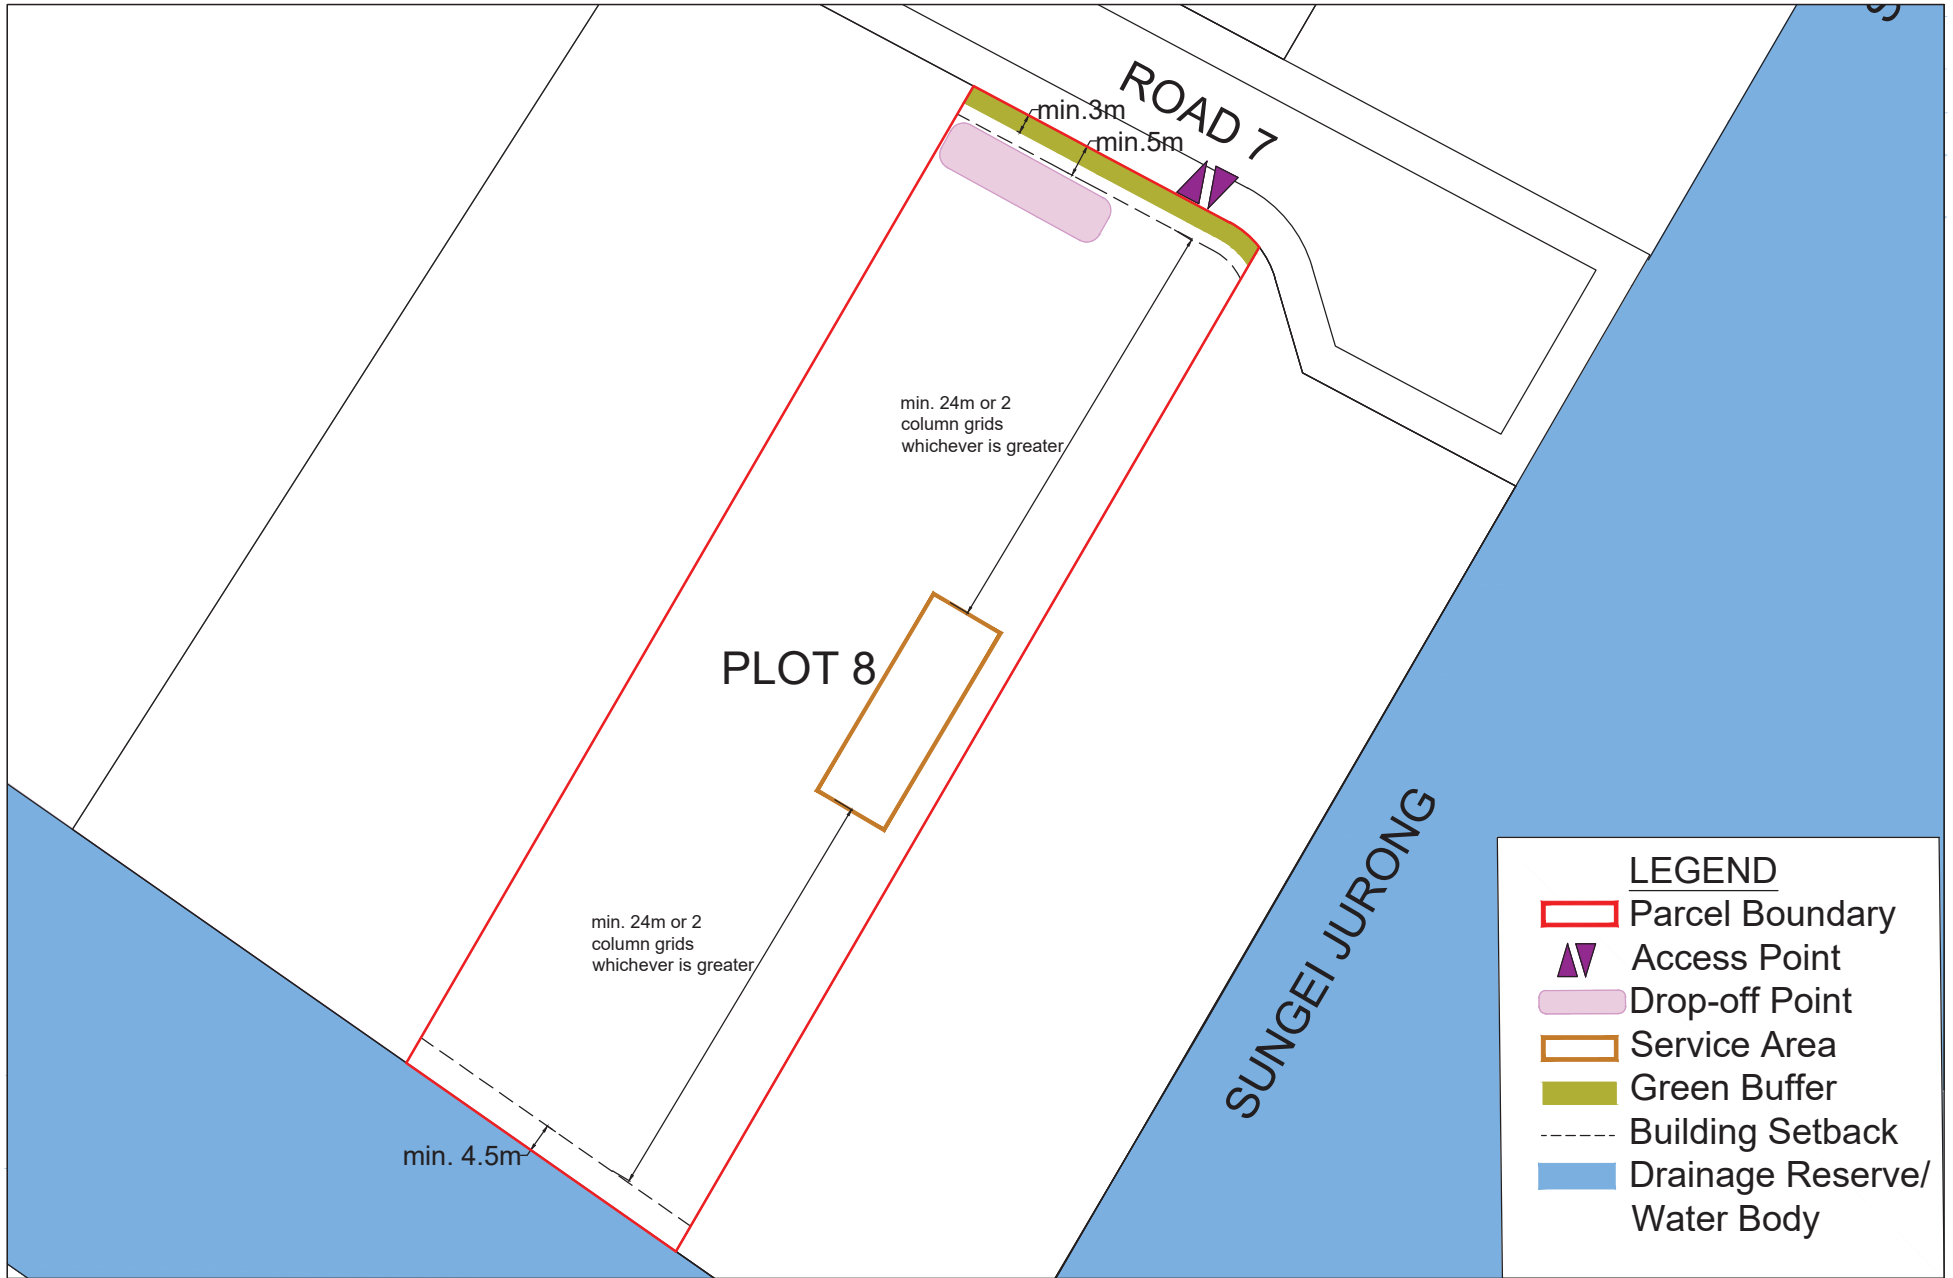 S
ROAD 7
min.3m
min.5m
min. 24m or 2
column grids
whichever is greater
PLOT 8
min. 24m or 2
column grids
whichever is greater
min. 4.5m
SUNGEI JURONG
LEGEND
Parcel Boundary
Access Point
Drop-off Point
Service Area
Green Buffer
Building Setback
Drainage Reserve/
Water Body